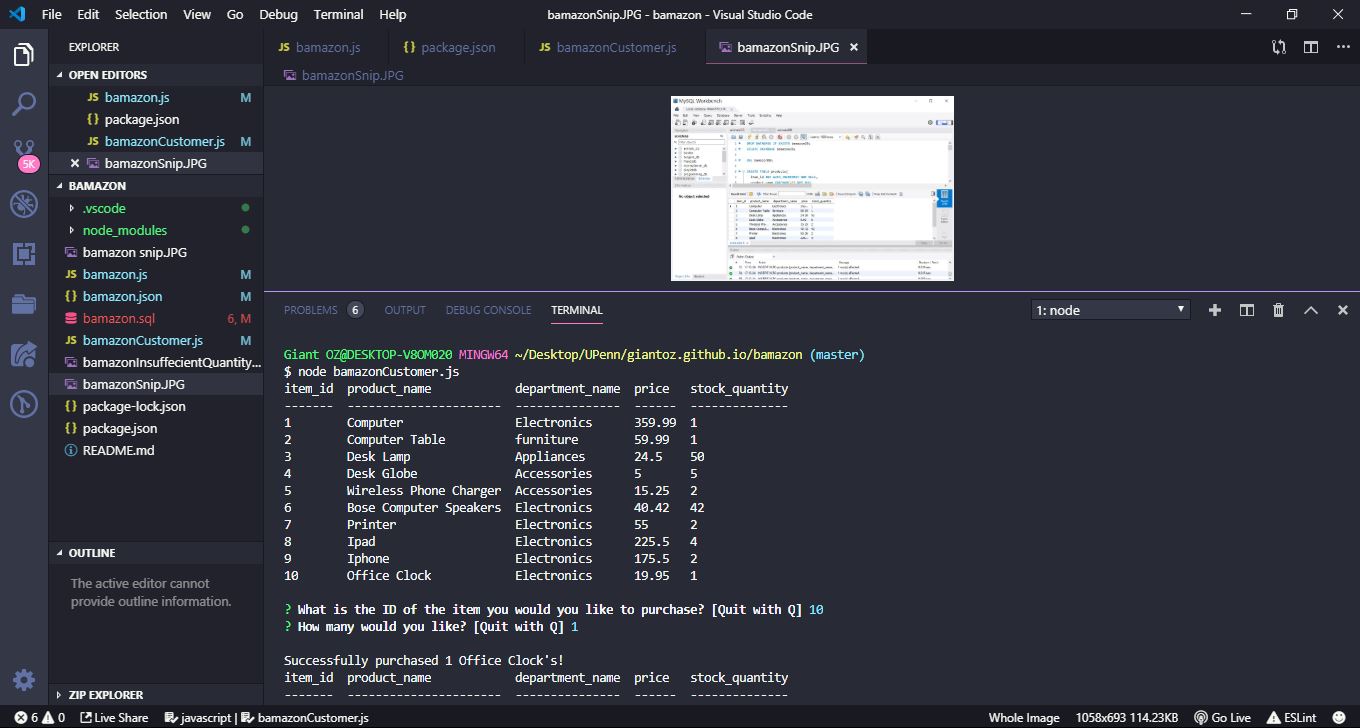 File Edit Selection View Go Debug Terminal Help bamazonSnip.JPG - bamazon - Visual Studio Code
EXPLORER
OPEN EDITORS
JS bamazon.js M
{} package.json
JS bamazonCustomer.js M
bamazonSnip.JPG
5K
BAMAZON
.vscode
node_modules
bamazon snip.JPG
JS bamazon.js M
{} bamazon.json M
bamazon.sql 6, M
JS bamazonCustomer.js M
bamazonInsuffecientQuantity...
bamazonSnip.JPG
{} package-lock.json
{} package.json
README.md
OUTLINE
The active editor cannot
provide outline information.
ZIP EXPLORER
JS bamazon.js {} package.json JS bamazonCustomer.js bamazonSnip.JPG
bamazonSnip.JPG
MySQL Workbench
PROBLEMS 6 OUTPUT DEBUG CONSOLE TERMINAL 1: node
Giant OZ@DESKTOP-V8OM020 MINGW64 ~/Desktop/UPenn/giantoz.github.io/bamazon (master)
$ node bamazonCustomer.js
item_id product_name department_name price stock_quantity
------- ---------------------- --------------- ------ --------------
1 Computer Electronics 359.99 1
2 Computer Table furniture 59.99 1
3 Desk Lamp Appliances 24.5 50
4 Desk Globe Accessories 5 5
5 Wireless Phone Charger Accessories 15.25 2
6 Bose Computer Speakers Electronics 40.42 42
7 Printer Electronics 55 2
8 Ipad Electronics 225.5 4
9 Iphone Electronics 175.5 2
10 Office Clock Electronics 19.95 1
? What is the ID of the item you would you like to purchase? [Quit with Q] 10
? How many would you like? [Quit with Q] 1
Successfully purchased 1 Office Clock's!
item_id product_name department_name price stock_quantity
------- ---------------------- --------------- ------ --------------
6 0 Live Share javascript | bamazonCustomer.js Whole Image 1058x693 114.23KB Go Live ESLint